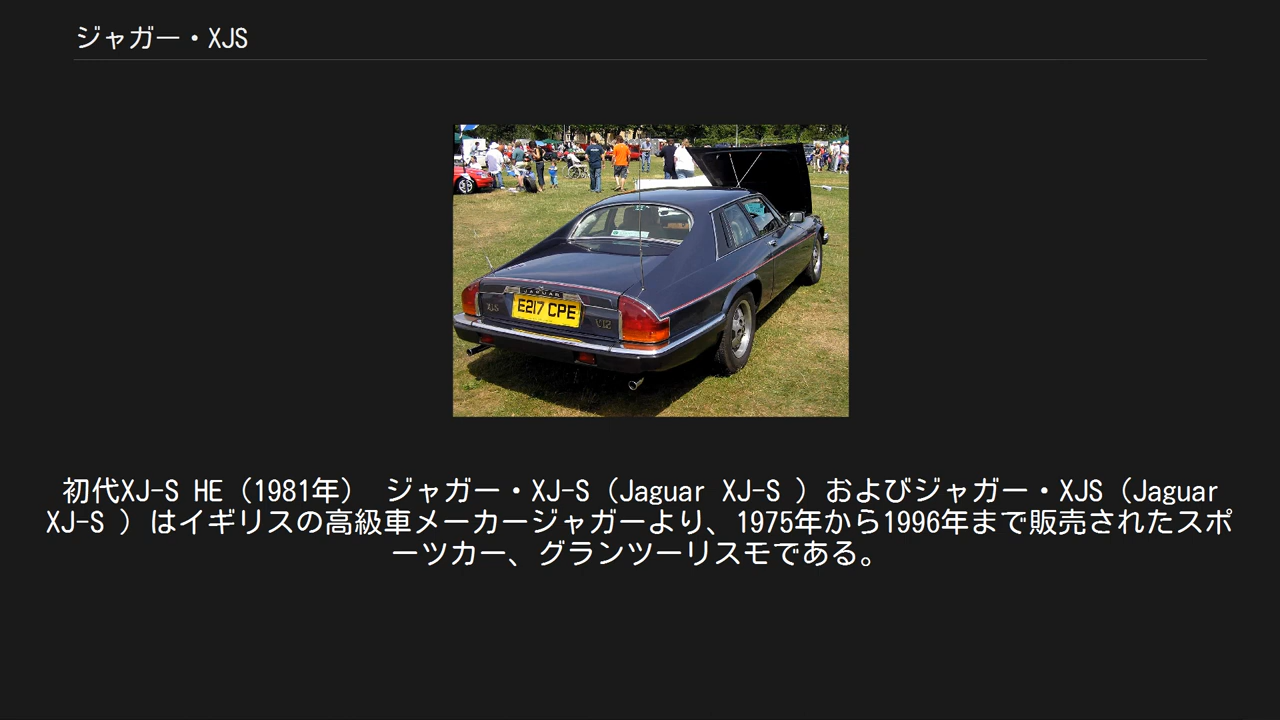 ジャガー・XJS
JAGUAR
XJS
E217 CPE
V12
初代XJ-S HE（1981年） ジャガー・XJ-S（Jaguar XJ-S ）およびジャガー・XJS（Jaguar
XJ-S ）はイギリスの高級車メーカージャガーより、1975年から1996年まで販売されたスポ
ーツカー、グランツーリスモである。